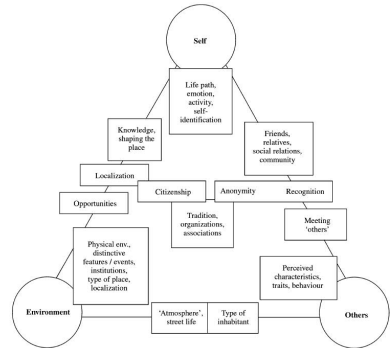 Self
Life path,
emotion,
activity,
self-
identification
Knowledge,
shaping the
place
Friends,
relatives,
social relations,
community
Localization
Citizenship
Anonymity
Recognition
Opportunities
Tradition,
organizations,
associations
Meeting
‘others’
Physical env.,
distinctive
features / events,
institutions,
type of place,
localization
Perceived
characteristics,
traits, behaviour
Environment
‘Atmosphere’,
street life
Type of
inhabitant
Others